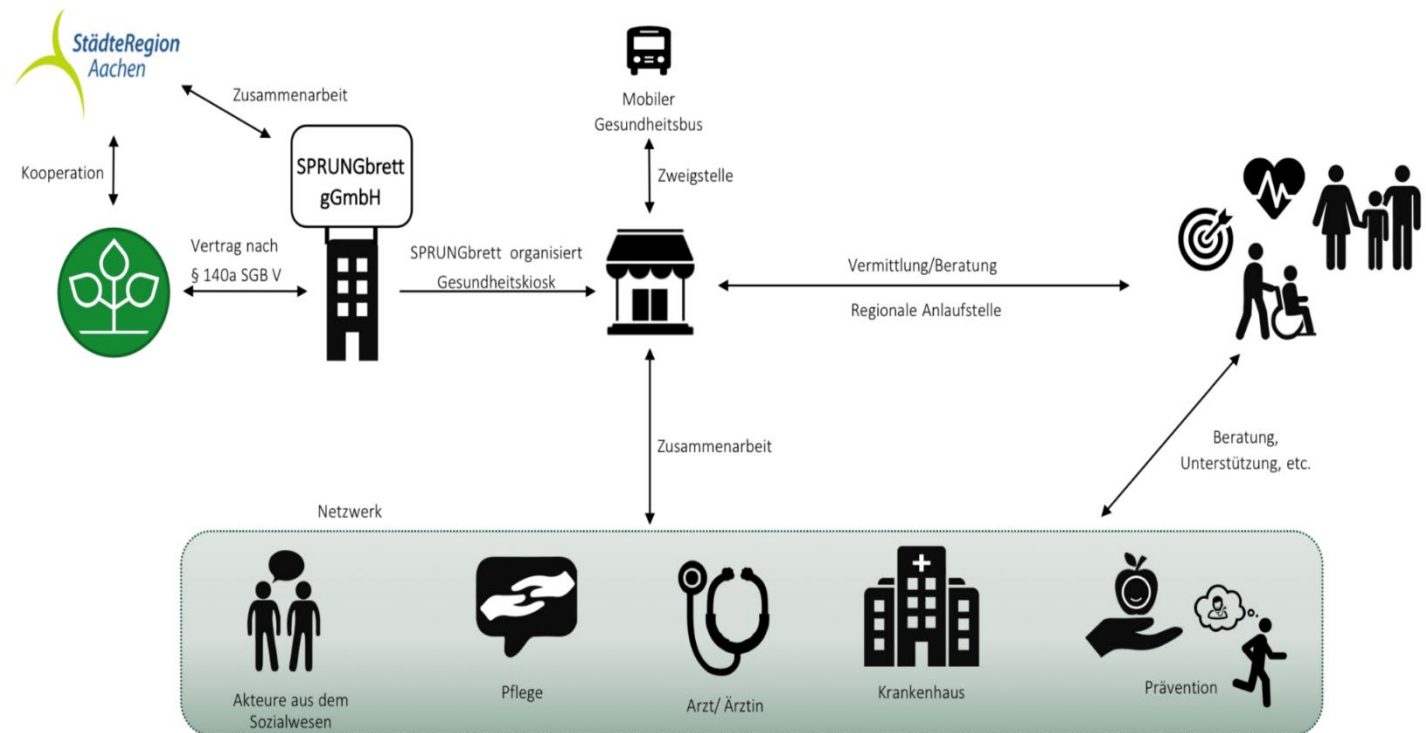 StädteRegion
Aachen
Zusammenarbeit
Mobiler
Gesundheitsbus
Kooperation
SPRUNGbrett
gGmbH
Zweigstelle
Vertrag nach
§ 140a SGB V
SPRUNGbrett organisiert
Gesundheitskiosk
Vermittlung/Beratung
Regionale Anlaufstelle
Zusammenarbeit
Beratung,
Unterstützung, etc.
Netzwerk
Akteure aus dem
Sozialwesen
Pflege
Arzt/ Ärztin
Krankenhaus
Prävention